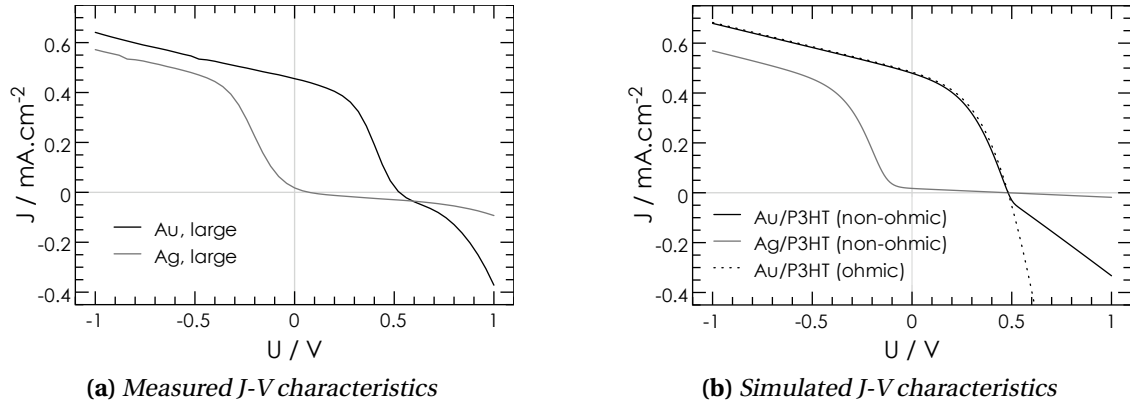 J / mA.cm⁻²
0.6
0.4
0.2
0
-0.2
-0.4
Au, large
Ag, large
-1
-0.5
0
0.5
1
U / V
(a) Measured J-V characteristics
J / mA.cm⁻²
0.6
0.4
0.2
0
-0.2
-0.4
Au/P3HT (non-ohmic)
Ag/P3HT (non-ohmic)
Au/P3HT (ohmic)
-1
-0.5
0
0.5
1
U / V
(b) Simulated J-V characteristics